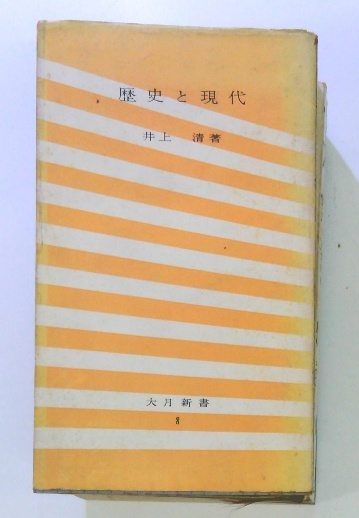 歴史と現代
井上 清著
大月新書
8